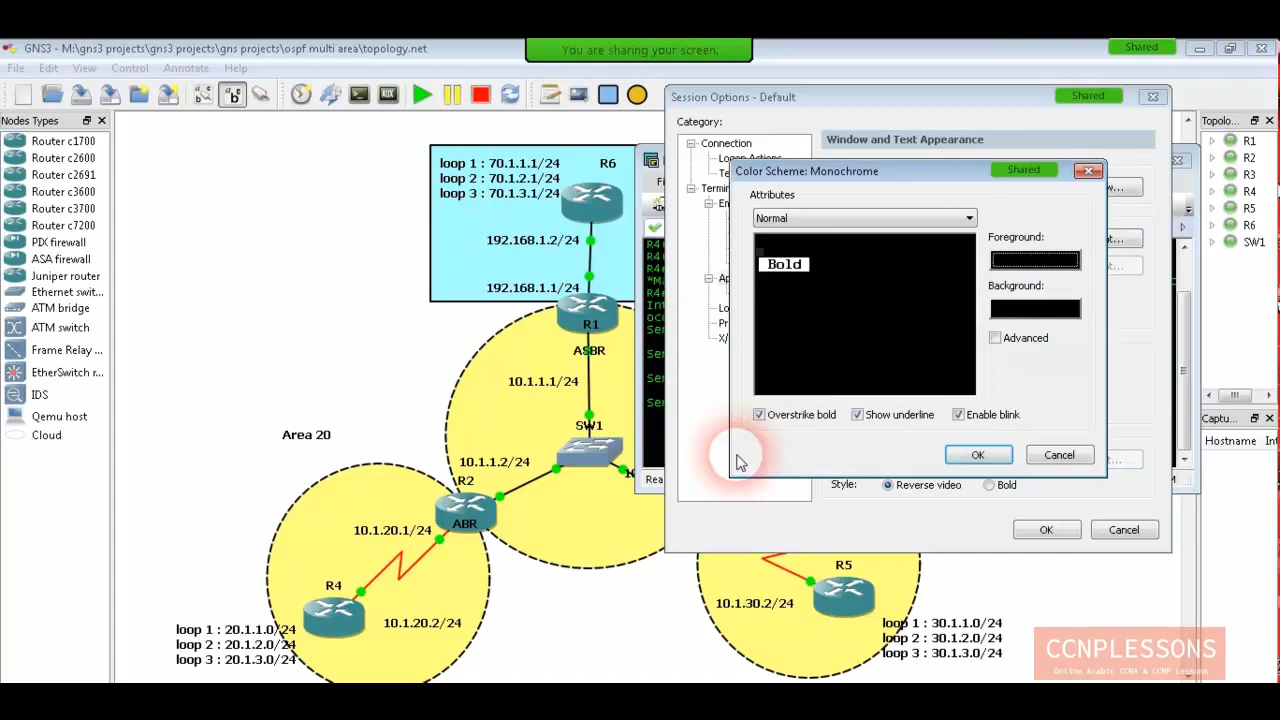 You are sharing your screen.
GNS3 - M:\gns3 projects\gns3 projects\gns projects\ospf multi area\topology.net
Shared
File Edit View Control Annotate Help
Nodes Types
Router c1700
Router c2600
Router c2691
Router c3600
Router c3700
Router c7200
PIX firewall
ASA firewall
Juniper router
Ethernet swit...
ATM bridge
ATM switch
Frame Relay ...
EtherSwitch r...
IDS
Qemu host
Cloud
loop 1 : 70.1.1.1/24
loop 2 : 70.1.2.1/24
loop 3 : 70.1.3.1/24
R6
192.168.1.2/24
192.168.1.1/24
R1
ASBR
10.1.1.1/24
SW1
10.1.1.2/24
R2
ABR
Area 20
10.1.20.1/24
R4
10.1.20.2/24
loop 1 : 20.1.1.0/24
loop 2 : 20.1.2.0/24
loop 3 : 20.1.3.0/24
R5
10.1.30.2/24
loop 1 : 30.1.1.0/24
loop 2 : 30.1.2.0/24
loop 3 : 30.1.3.0/24
Session Options - Default
Shared
Category:
Connection
Logon Actions
Window and Text Appearance
Color Scheme: Monochrome
Shared
Attributes
Normal
Bold
Foreground:
Background:
Advanced
Overstrike bold
Show underline
Enable blink
OK
Cancel
Style:
Reverse video
Bold
OK
Cancel
Topolo...
R1
R2
R3
R4
R5
R6
SW1
Captu...
Hostname
CCNPLESSONS
Online Arabic CCNA & CCNP Lessons